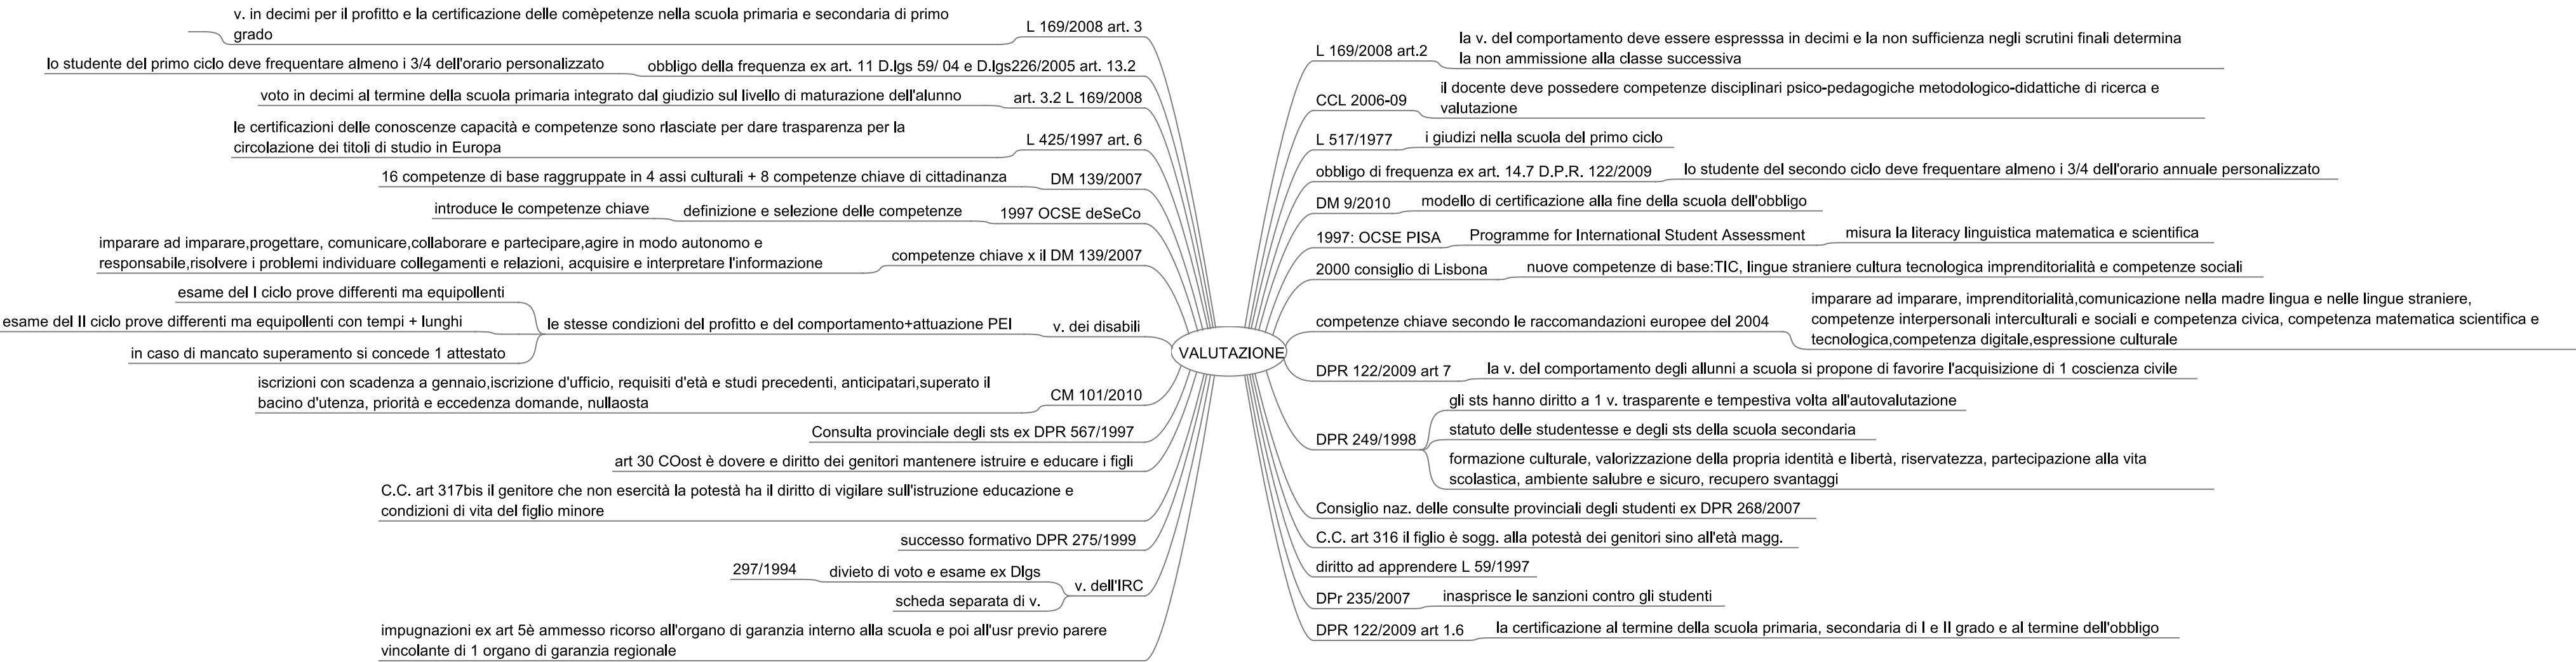 v. in decimi per il profitto e la certificazione delle comèpetenze nella scuola primaria e secondaria di primo
grado
L 169/2008 art. 3
lo studente del primo ciclo deve frequentare almeno i 3/4 dell'orario personalizzato
obbligo della frequenza ex art. 11 D.lgs 59/ 04 e D.lgs226/2005 art. 13.2
voto in decimi al termine della scuola primaria integrato dal giudizio sul livello di maturazione dell'alunno
art. 3.2 L 169/2008
le certificazioni delle conoscenze capacità e competenze sono rlasciate per dare trasparenza per la
circolazione dei titoli di studio in Europa
L 425/1997 art. 6
16 competenze di base raggruppate in 4 assi culturali + 8 competenze chiave di cittadinanza
DM 139/2007
introduce le competenze chiave
definizione e selezione delle competenze
1997 OCSE deSeCo
imparare ad imparare,progettare, comunicare,collaborare e partecipare,agire in modo autonomo e
responsabile,risolvere i problemi individuare collegamenti e relazioni, acquisire e interpretare l'informazione
competenze chiave x il DM 139/2007
esame del I ciclo prove differenti ma equipollenti
esame del II ciclo prove differenti ma equipollenti con tempi + lunghi
in caso di mancato superamento si concede 1 attestato
le stesse condizioni del profitto e del comportamento+attuazione PEI
v. dei disabili
iscrizioni con scadenza a gennaio,iscrizione d'ufficio, requisiti d'età e studi precedenti, anticipatari,superato il
bacino d'utenza, priorità e eccedenza domande, nullaosta
CM 101/2010
Consulta provinciale degli sts ex DPR 567/1997
art 30 COost è dovere e diritto dei genitori mantenere istruire e educare i figli
C.C. art 317bis il genitore che non esercità la potestà ha il diritto di vigilare sull'istruzione educazione e
condizioni di vita del figlio minore
successo formativo DPR 275/1999
297/1994
divieto di voto e esame ex Dlgs
scheda separata di v.
v. dell'IRC
impugnazioni ex art 5è ammesso ricorso all'organo di garanzia interno alla scuola e poi all'usr previo parere
vincolante di 1 organo di garanzia regionale
VALUTAZIONE
L 169/2008 art.2
la v. del comportamento deve essere espresssa in decimi e la non sufficienza negli scrutini finali determina
la non ammissione alla classe successiva
CCL 2006-09
il docente deve possedere competenze disciplinari psico-pedagogiche metodologico-didattiche di ricerca e
valutazione
L 517/1977
i giudizi nella scuola del primo ciclo
obbligo di frequenza ex art. 14.7 D.P.R. 122/2009
lo studente del secondo ciclo deve frequentare almeno i 3/4 dell'orario annuale personalizzato
DM 9/2010
modello di certificazione alla fine della scuola dell'obbligo
1997: OCSE PISA
Programme for International Student Assessment
misura la literacy linguistica matematica e scientifica
2000 consiglio di Lisbona
nuove competenze di base:TIC, lingue straniere cultura tecnologica imprenditorialità e competenze sociali
competenze chiave secondo le raccomandazioni europee del 2004
imparare ad imparare, imprenditorialità,comunicazione nella madre lingua e nelle lingue straniere,
competenze interpersonali interculturali e sociali e competenza civica, competenza matematica scientifica e
tecnologica,competenza digitale,espressione culturale
DPR 122/2009 art 7
la v. del comportamento degli allunni a scuola si propone di favorire l'acquisizione di 1 coscienza civile
DPR 249/1998
gli sts hanno diritto a 1 v. trasparente e tempestiva volta all'autovalutazione
statuto delle studentesse e degli sts della scuola secondaria
formazione culturale, valorizzazione della propria identità e libertà, riservatezza, partecipazione alla vita
scolastica, ambiente salubre e sicuro, recupero svantaggi
Consiglio naz. delle consulte provinciali degli studenti ex DPR 268/2007
C.C. art 316 il figlio è sogg. alla potestà dei genitori sino all'età magg.
diritto ad apprendere L 59/1997
DPr 235/2007
inasprisce le sanzioni contro gli studenti
DPR 122/2009 art 1.6
la certificazione al termine della scuola primaria, secondaria di I e II grado e al termine dell'obbligo